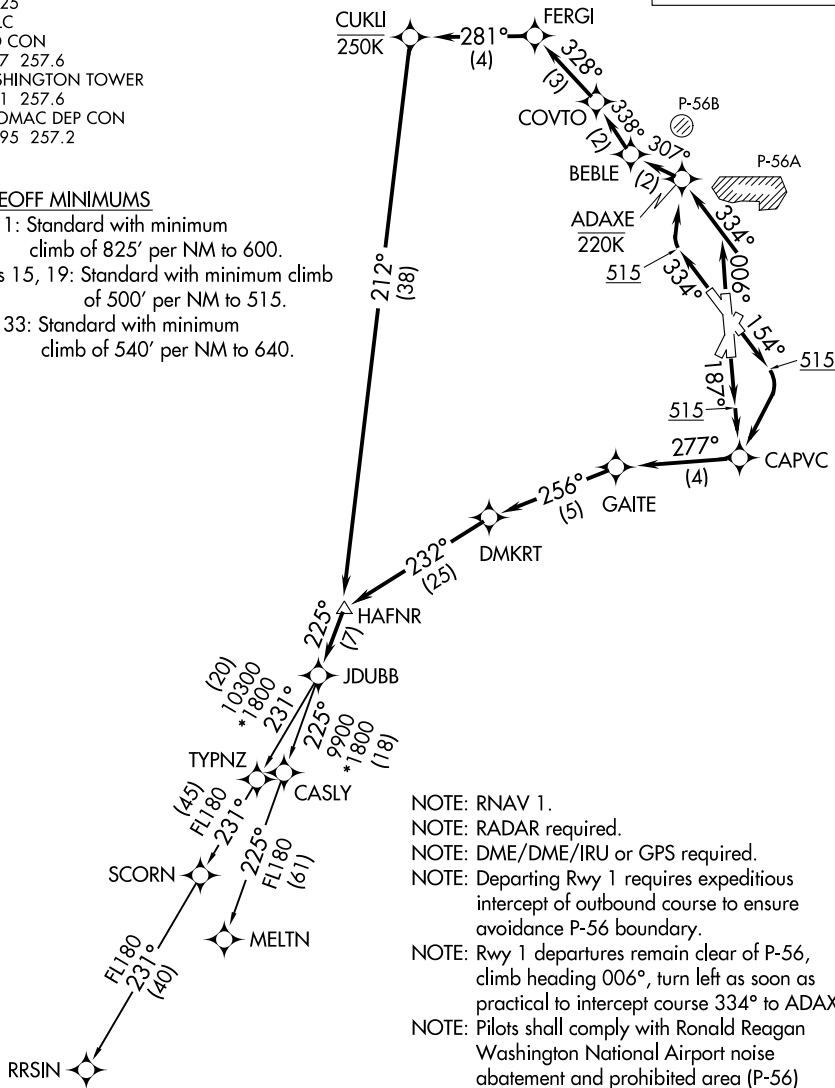 25
LC
CON
7 257.6
SHINGTON TOWER
1 257.6
OMAC DEP CON
95 257.2
EOFF MINIMUMS
1: Standard with minimum
climb of 825' per NM to 600.
s 15, 19: Standard with minimum climb
of 500' per NM to 515.
33: Standard with minimum
climb of 540' per NM to 640.
CUKLI
250K
281°
(4)
FERGI
328°
(3)
COVTO
338°
(2)
P-56B
BEBLE
307°
(2)
P-56A
ADAXE
220K
334°
006°
515
334°
154°
515
187°
515
212°
(38)
277°
(4)
CAPVC
GAITE
256°
(5)
DMKRT
232°
(25)
HAFNR
225°
(7)
JDUBB
(20)
10300
*1800
231°
225°
9900
*1800
(18)
TYPNZ
CASLY
(45)
FL180
231°
225°
FL180
(61)
SCORN
MELTN
FL180
231°
(40)
RRSIN
NOTE: RNAV 1.
NOTE: RADAR required.
NOTE: DME/DME/IRU or GPS required.
NOTE: Departing Rwy 1 requires expeditious
intercept of outbound course to ensure
avoidance P-56 boundary.
NOTE: Rwy 1 departures remain clear of P-56,
climb heading 006°, turn left as soon as
practical to intercept course 334° to ADAX
NOTE: Pilots shall comply with Ronald Reagan
Washington National Airport noise
abatement and prohibited area (P-56)